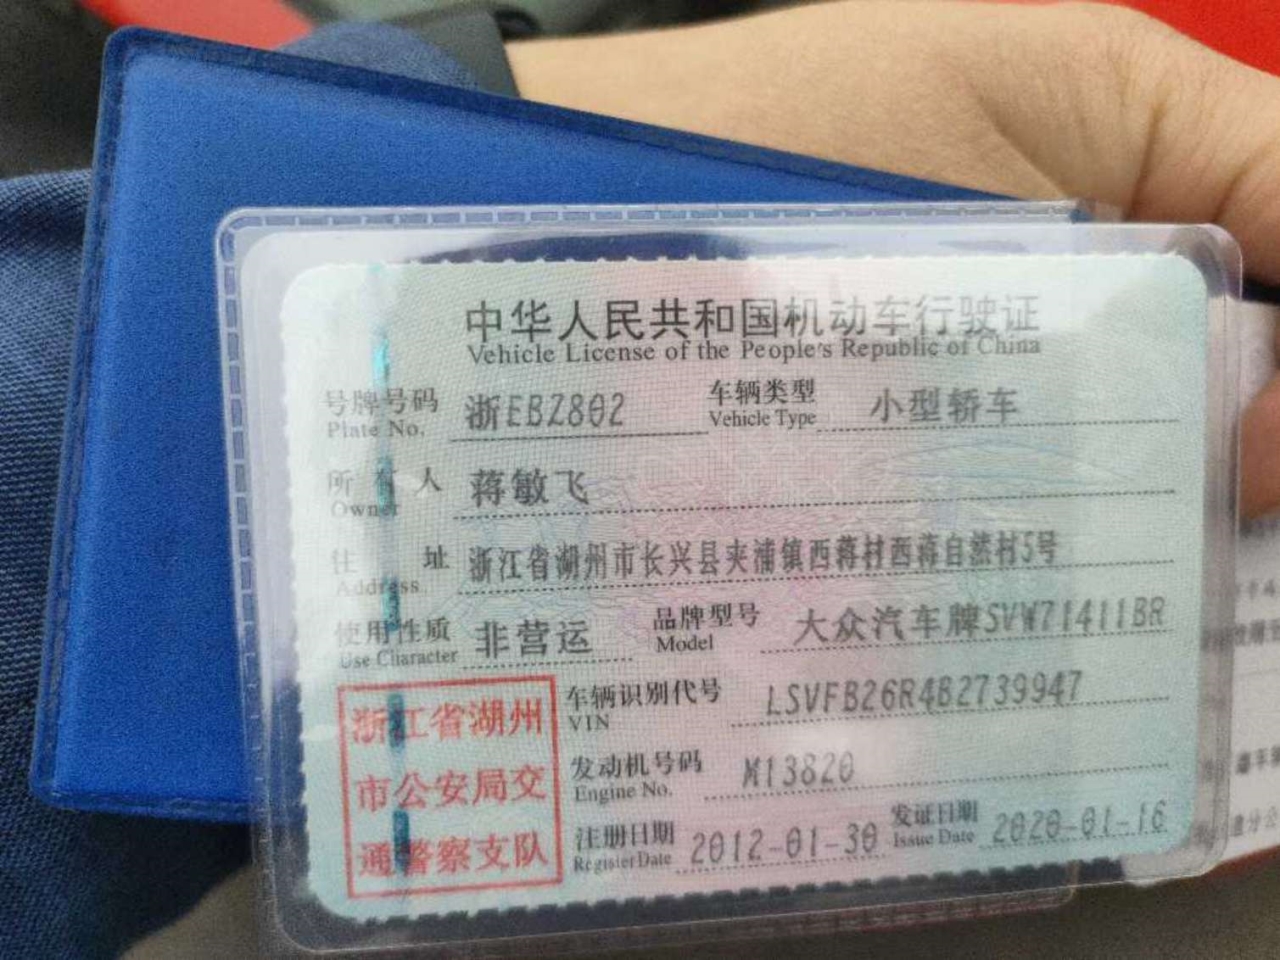 中华人民共和国机动车行驶证
Vehicle License of the People's Republic of China
号牌号码 浙EBZ802 车辆类型 小型轿车
Plate No. Vehicle Type
所有人 蒋敏飞
Owner
住址 浙江省湖州市长兴县夹浦镇西蒋村西蒋自然村5号
Address
使用性质 非营运 品牌型号 大众汽车牌SVW71411BR
Use Character Model
浙江省湖州
市公安局交
通警察支队
车辆识别代号 LSVFB26R4B2739947
VIN
发动机号码 M13820
Engine No.
注册日期 2012-01-30 发证日期 2020-01-16
Register Date Issue Date